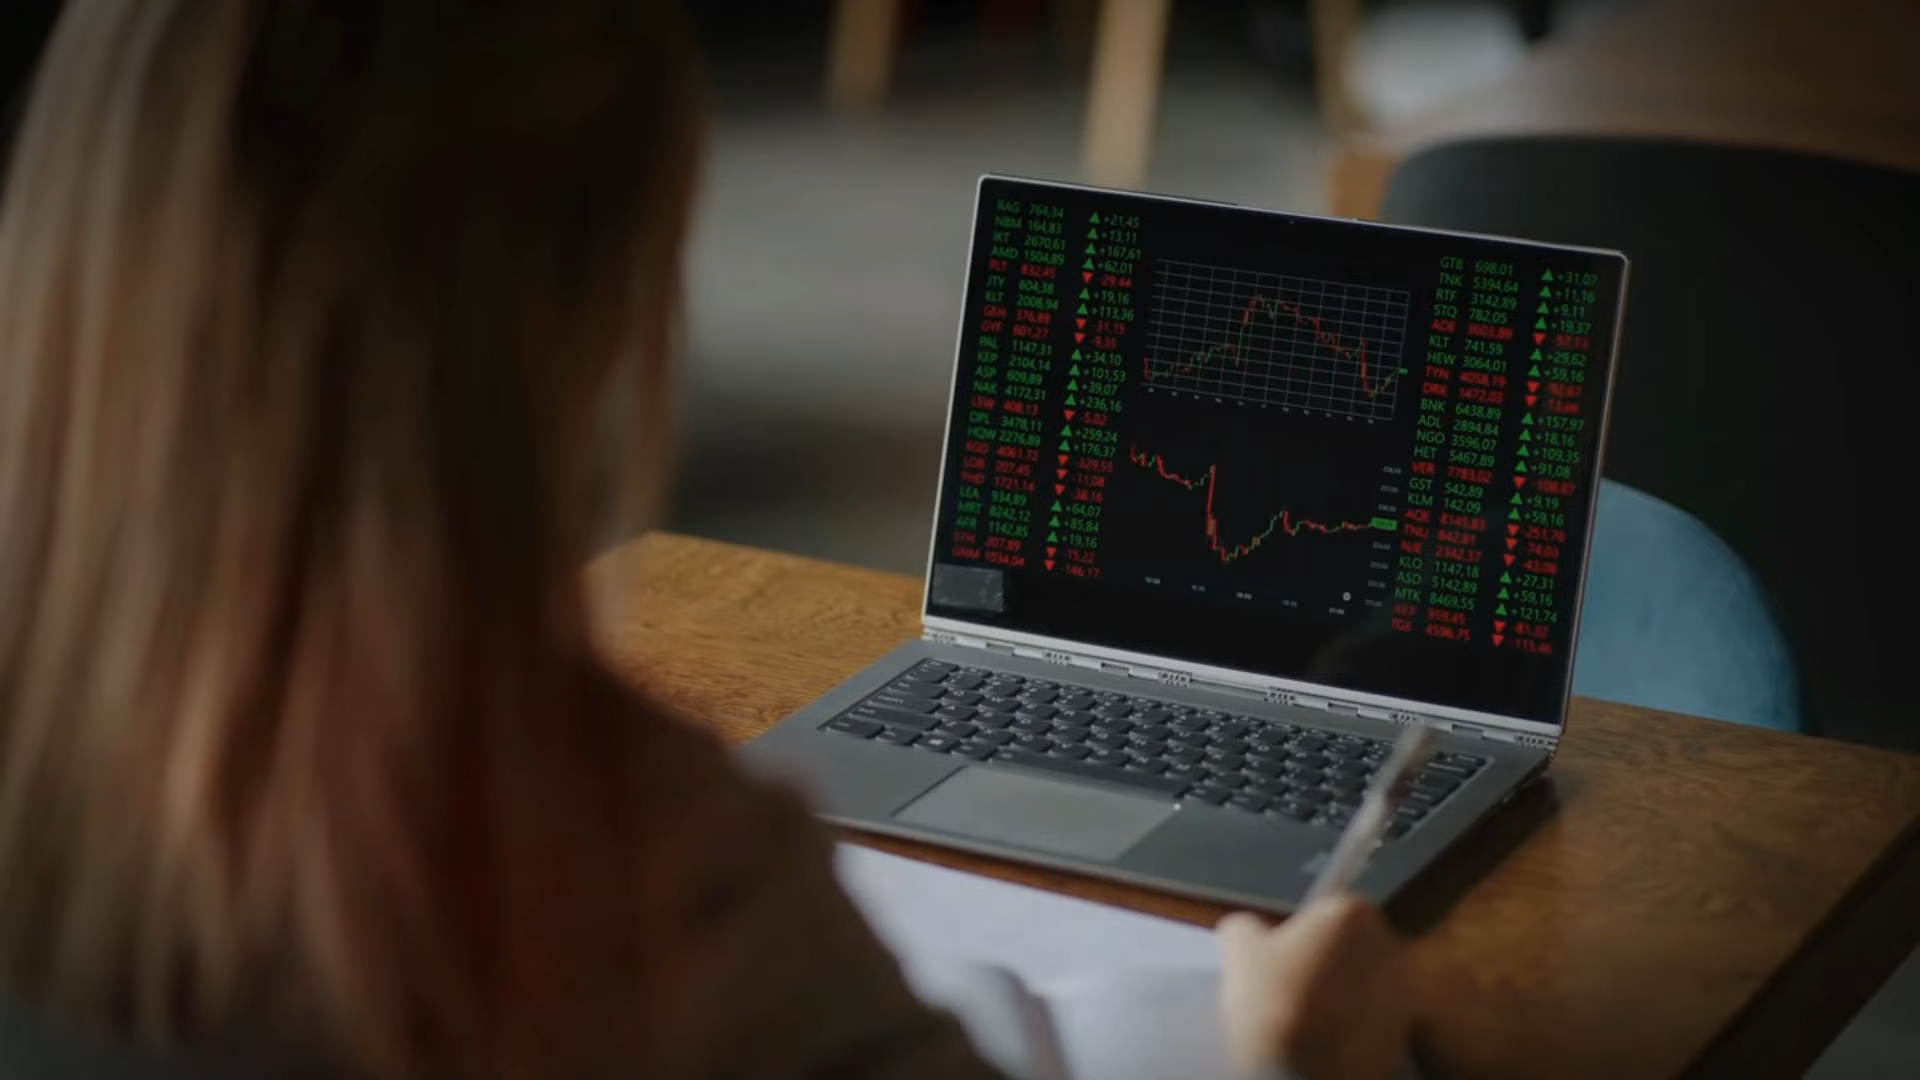 RAG 764,34 ▲ +21,45
NBM 164,83 ▲ +13,11
IKT 2670,61 ▲ +167,61
AMD 1504,89 ▲ +62,01
PLT 832,45 ▼ -29,44
JTY 604,38 ▲ +19,16
KLT 2008,94 ▲ +113,36
GEH 376,89 ▼ -31,15
GYF 601,27 ▼ -9,35
PAL 1147,31 ▲ +34,10
KEP 2104,14 ▲ +101,53
ASP 609,89 ▲ +39,07
NAK 4172,31 ▲ +236,16
LEW 408,13 ▼ -5,02
OPL 3478,11 ▲ +259,24
HQW 2276,89 ▲ +176,37
KGD 4061,72 ▼ -329,55
LOB 207,45 ▼ -11,08
PHD 1721,14 ▼ -38,16
LEA 934,89 ▲ +64,07
MRT 8242,12 ▲ +85,84
AFR 1142,85 ▲ +19,16
207,89 ▼ -15,22
GNM 1034,04 ▼ -146,17
GTB 698,01 ▲ +31,07
TNK 5394,64 ▲ +11,16
RTF 3142,89 ▲ +9,11
STQ 782,05 ▲ +19,37
ADE 3603,89 ▼
KLT 741,59 ▲ +29,62
HEW 3064,01 ▲ +59,16
TYN 4058,19 ▼
DRK 1472,03 ▼
BNK 6438,89 ▲ +157,97
ADL 2894,84 ▲ +18,16
NGO 3596,07 ▲ +109,35
HET 5467,89 ▲ +91,08
VER 7783,02 ▼
GST 542,89 ▲ +9,19
KLM 142,09 ▲ +59,16
AQE 8145,83 ▼ -251,76
TNU 842,81 ▼ -74,03
NJE 2342,37 ▼ -43,08
KLO 1147,18 ▲ +27,31
ASD 5142,89 ▲ +59,16
MTK 8469,55 ▲ +121,74
959,45 ▼ -81,32
TGE 4596,75 ▼ -115,46